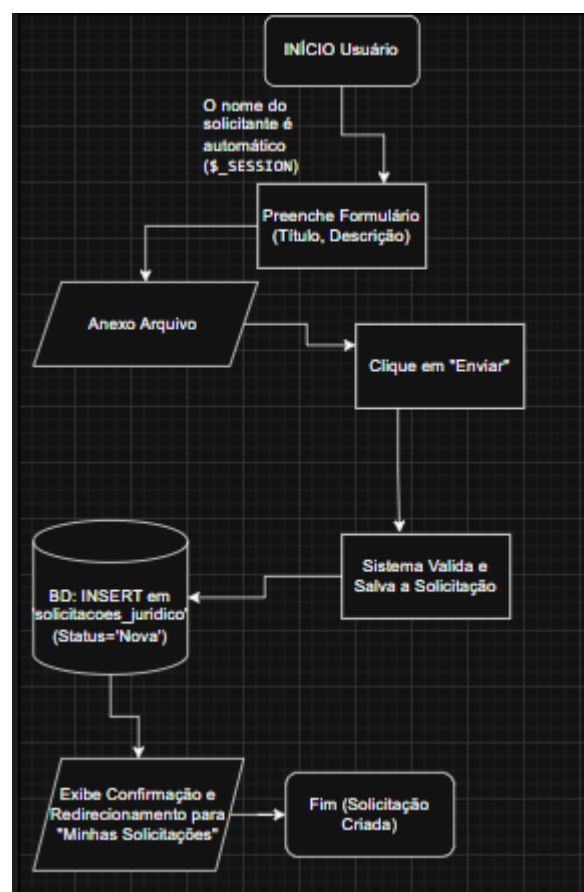 INÍCIO Usuário
O nome do
solicitante é
automático
($_SESSION)
Preenche Formulário
(Título, Descrição)
Anexo Arquivo
Clique em "Enviar"
Sistema Valida e
Salva a Solicitação
BD: INSERT em
'solicitacoes_juridico'
(Status='Nova')
Exibe Confirmação e
Redirecionamento para
"Minhas Solicitações"
Fim (Solicitação
Criada)